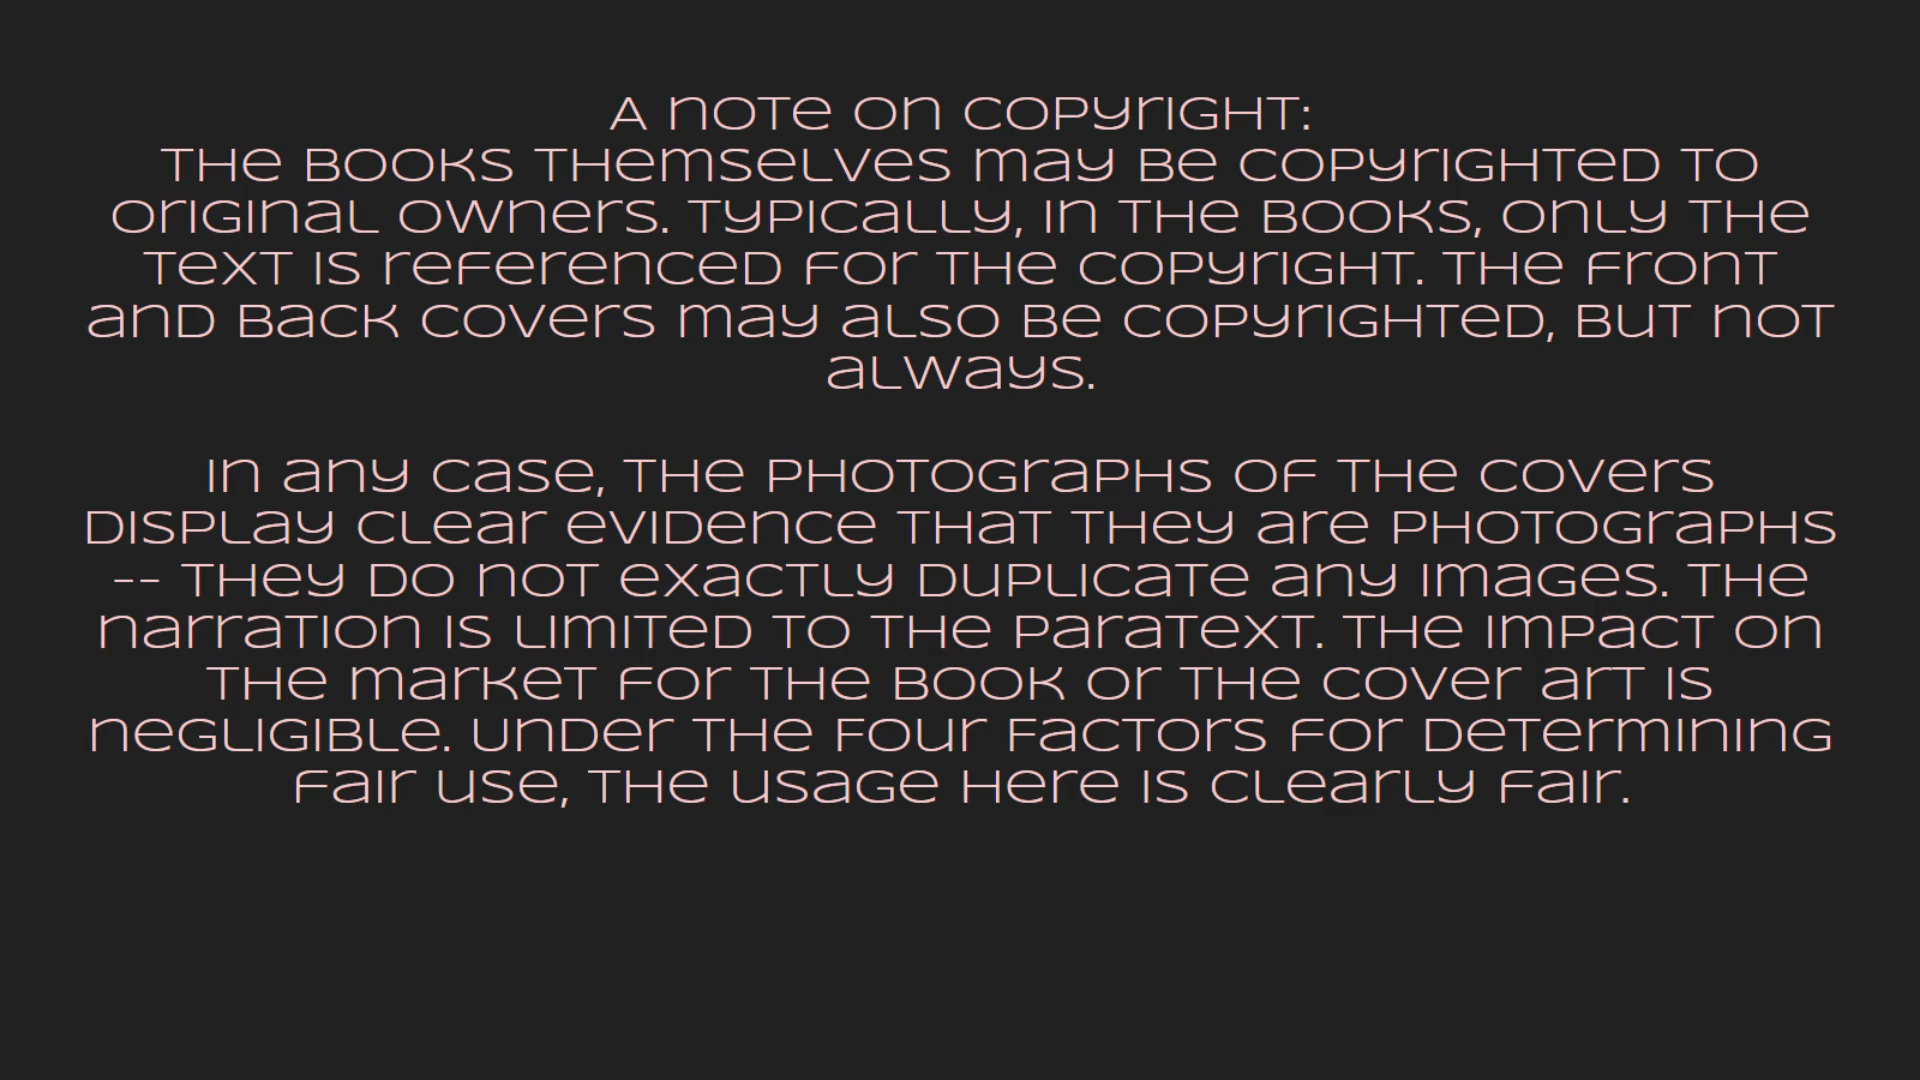 A note on copyright:
The books themselves may be copyrighted to
original owners. Typically, in the books, only the
text is referenced for the copyright. The front
and back covers may also be copyrighted, but not
always.
In any case, the photographs of the covers
display clear evidence that they are photographs
-- they do not exactly duplicate any images. The
narration is limited to the paratext. The impact on
the market for the book or the cover art is
negligible. Under the four factors for determining
fair use, the usage here is clearly fair.